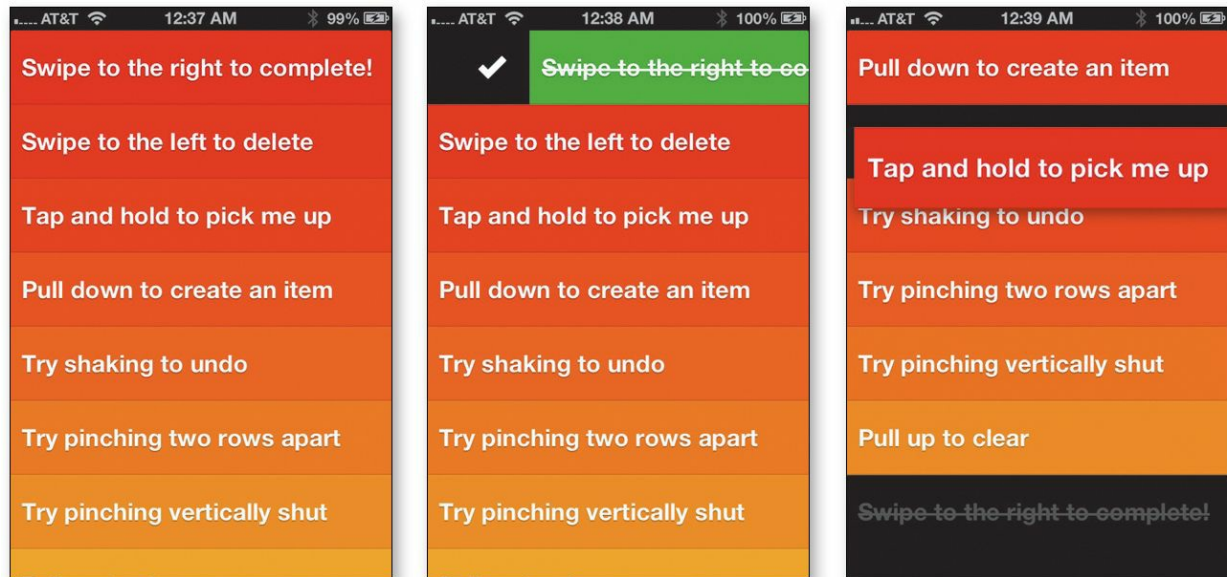 AT&T 12:37 AM 99%
Swipe to the right to complete!
Swipe to the left to delete
Tap and hold to pick me up
Pull down to create an item
Try shaking to undo
Try pinching two rows apart
Try pinching vertically shut
AT&T 12:38 AM 100%
Swipe to the right to co
Swipe to the left to delete
Tap and hold to pick me up
Pull down to create an item
Try shaking to undo
Try pinching two rows apart
Try pinching vertically shut
AT&T 12:39 AM 100%
Pull down to create an item
Tap and hold to pick me up
Try shaking to undo
Try pinching two rows apart
Try pinching vertically shut
Pull up to clear
Swipe to the right to complete!